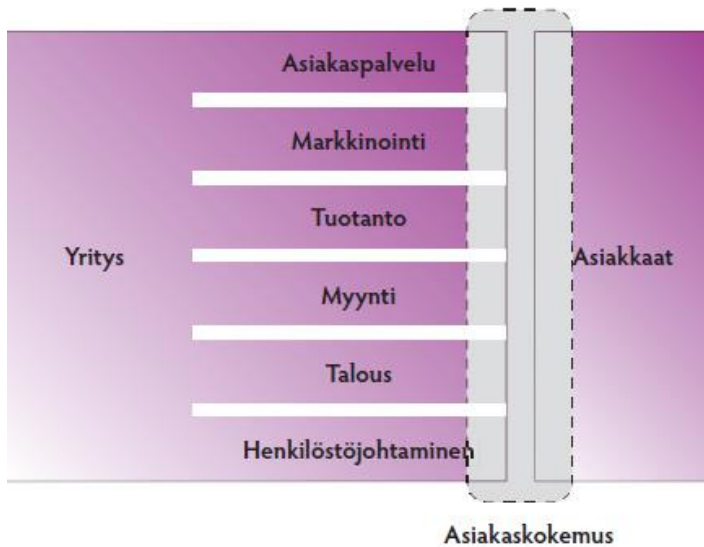 Asiakaspalvelu
Markkinointi
Tuotanto
Yritys
Asiakkaat
Myynti
Talous
Henkilöstöjohtaminen
Asiakaskokemus